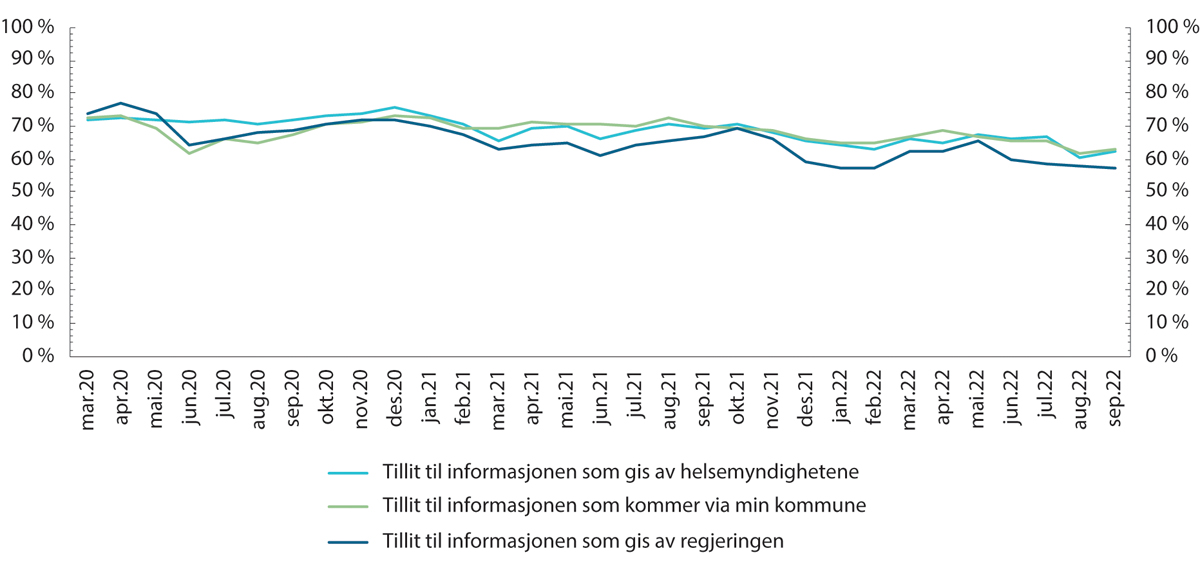 100 % 100 %
90 % 90 %
80 % 80 %
70 % 70 %
60 % 60 %
50 % 50 %
40 % 40 %
30 % 30 %
20 % 20 %
10 % 10 %
0 % 0 %
mar.20 apr.20 mai.20 jun.20 jul.20 aug.20 sep.20 okt.20 nov.20 des.20 jan.21 feb.21 mar.21 apr.21 mai.21 jun.21 jul.21 aug.21 sep.21 okt.21 nov.21 des.21 jan.22 feb.22 mar.22 apr.22 mai.22 jun.22 jul.22 aug.22 sep.22
Tillit til informasjonen som gis av helsemyndighetene
Tillit til informasjonen som kommer via min kommune
Tillit til informasjonen som gis av regjeringen